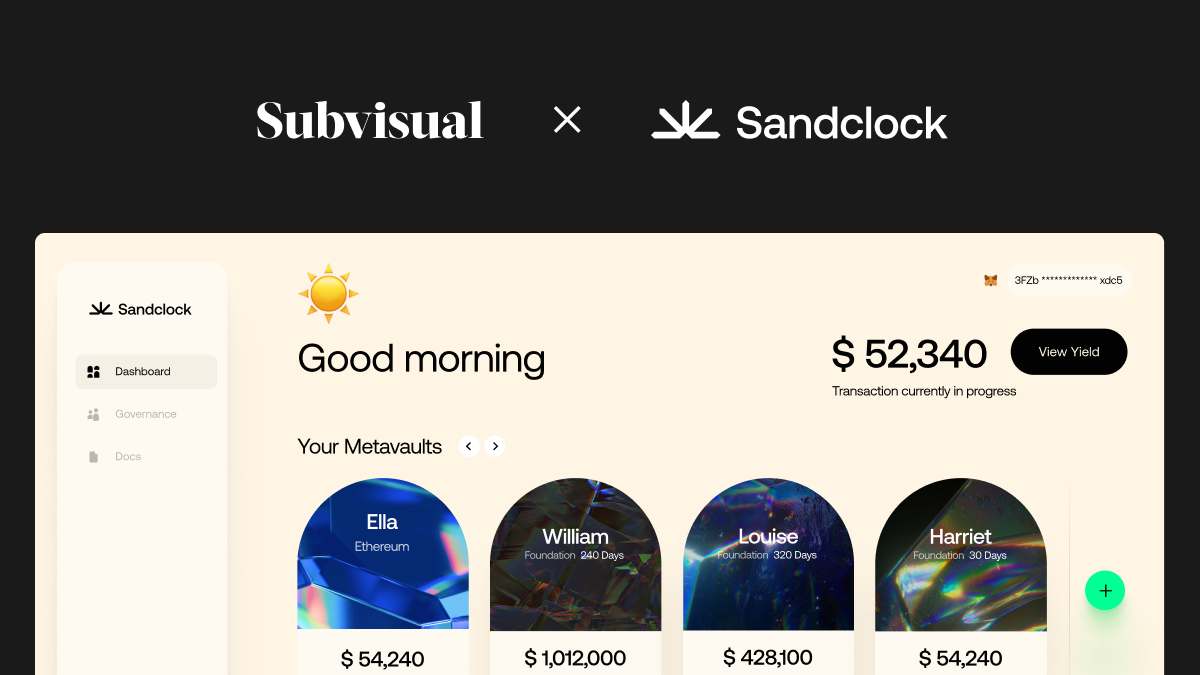 Subvisual × Sandclock
Sandclock
Dashboard
Governance
Docs
3FZb ************* xdc5
Good morning
$ 52,340
View Yield
Transaction currently in progress
Your Metavaults
Ella
Ethereum
$ 54,240
William
Foundation 240 Days
$ 1,012,000
Louise
Foundation 320 Days
$ 428,100
Harriet
Foundation 30 Days
$ 54,240
+